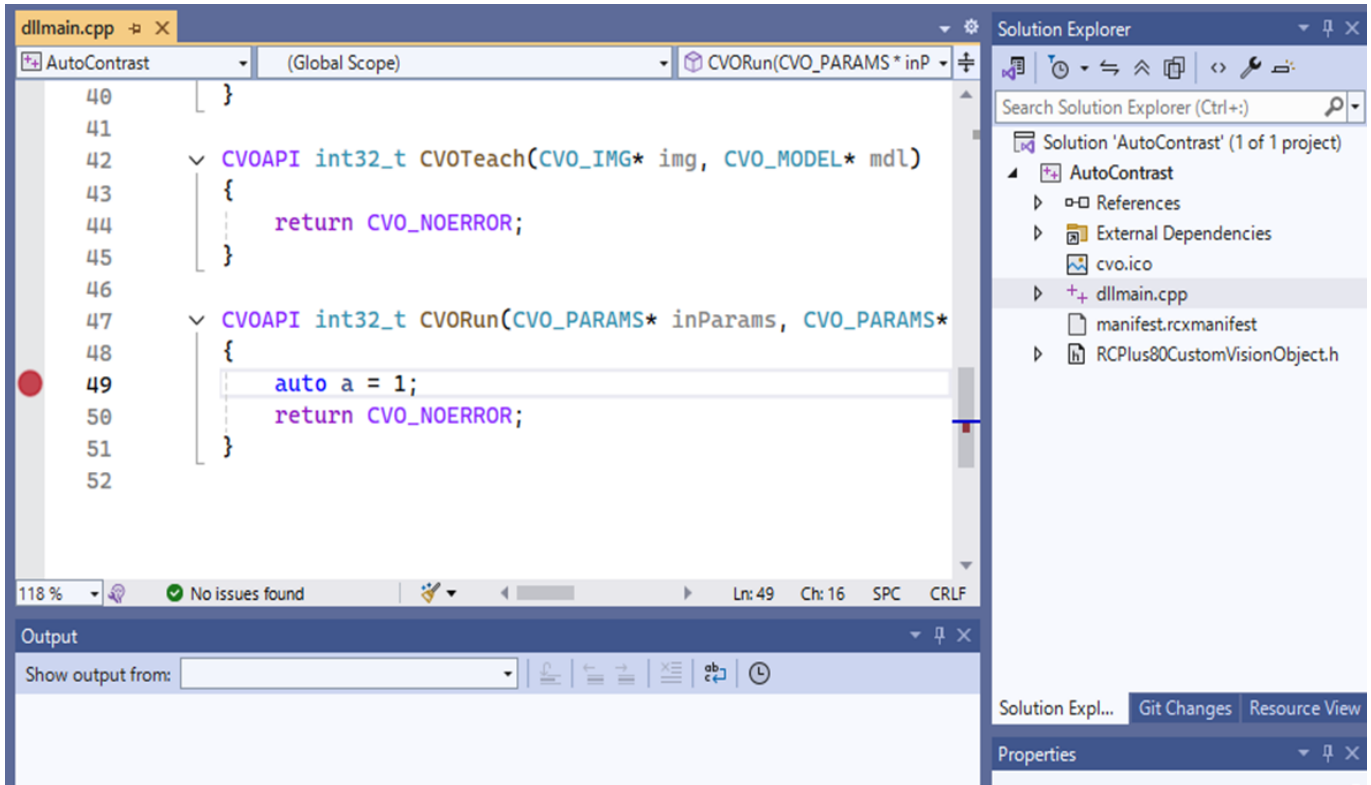 dllmain.cpp
AutoContrast
(Global Scope)
CVORun(CVO_PARAMS * inP
40 }
41
42 CVOAPI int32_t CVOTeach(CVO_IMG* img, CVO_MODEL* mdl)
43 {
44 return CVO_NOERROR;
45 }
46
47 CVOAPI int32_t CVORun(CVO_PARAMS* inParams, CVO_PARAMS*
48 {
49 auto a = 1;
50 return CVO_NOERROR;
51 }
52
118 % No issues found Ln: 49 Ch: 16 SPC CRLF
Output
Show output from:
Solution Explorer
Search Solution Explorer (Ctrl+:)
Solution 'AutoContrast' (1 of 1 project)
AutoContrast
References
External Dependencies
cvo.ico
dllmain.cpp
manifest.rcxmanifest
RCPlus80CustomVisionObject.h
Solution Expl... Git Changes Resource View
Properties